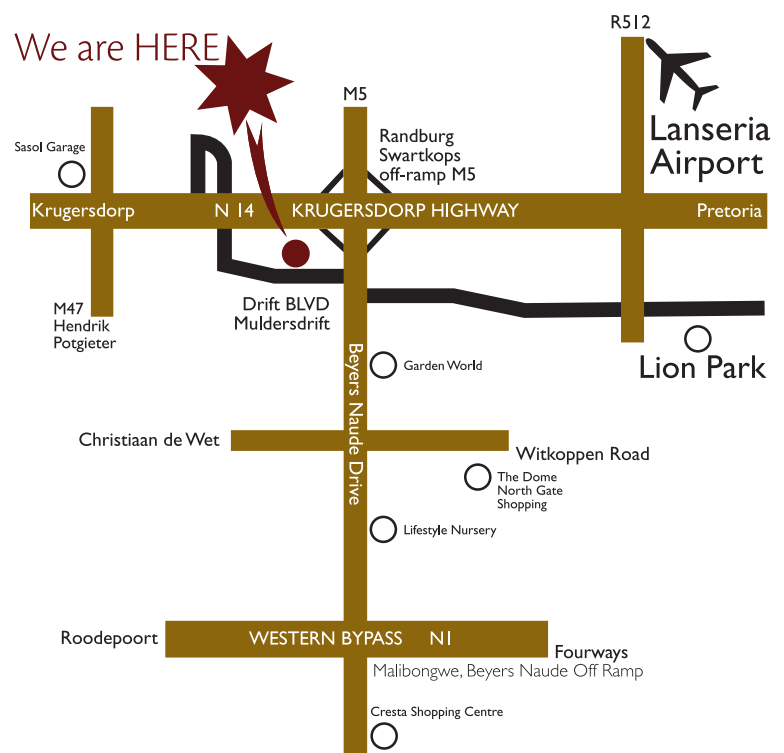 R512
We are HERE
M5
Lanseria
Airport
Randburg
Swartkops
off-ramp M5
Sasol Garage
Krugersdorp
N 14
KRUGERSDORP HIGHWAY
Pretoria
M47
Hendrik
Potgieter
Drift BLVD
Muldersdrift
Lion Park
Beyers Naude Drive
Garden World
Christiaan de Wet
Witkoppen Road
The Dome
North Gate
Shopping
Lifestyle Nursery
Roodepoort
WESTERN BYPASS N1
Fourways
Malibongwe, Beyers Naude Off Ramp
Cresta Shopping Centre